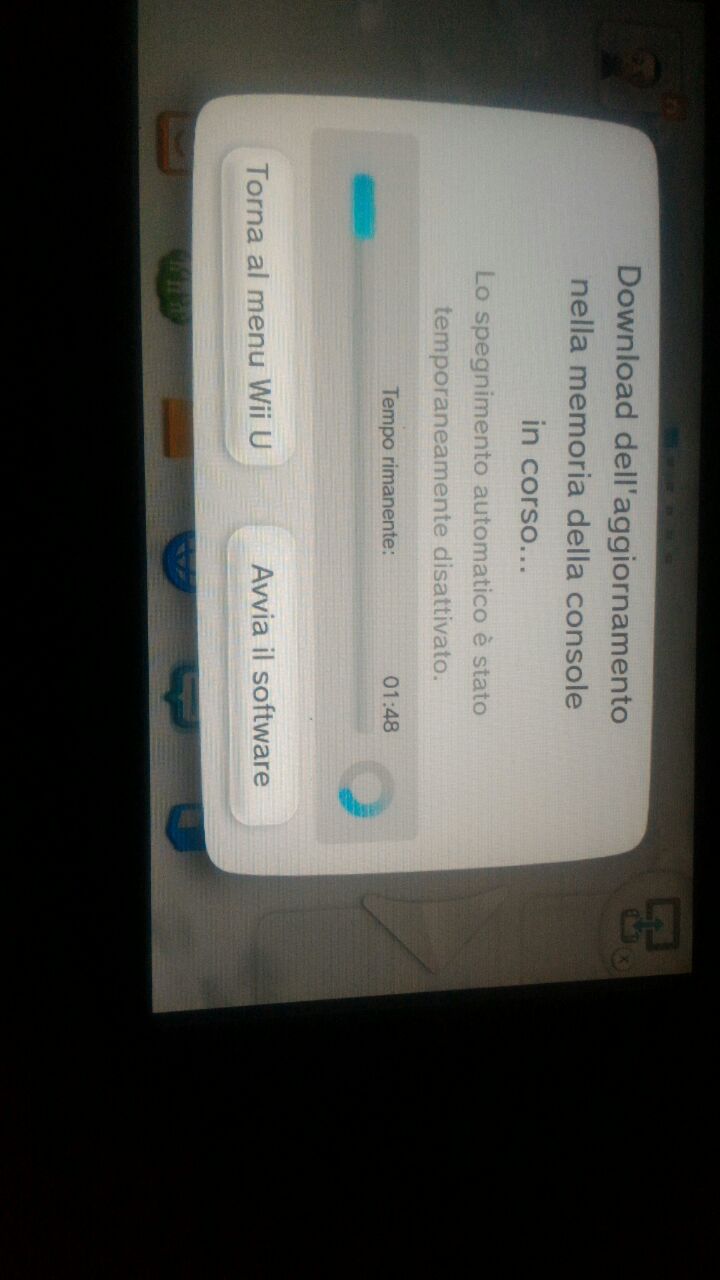 Download dell'aggiornamento
nella memoria della console
in corso...
Lo spegnimento automatico è stato
temporaneamente disattivato.
Tempo rimanente: 01:48
Torna al menu Wii U
Avvia il software
X